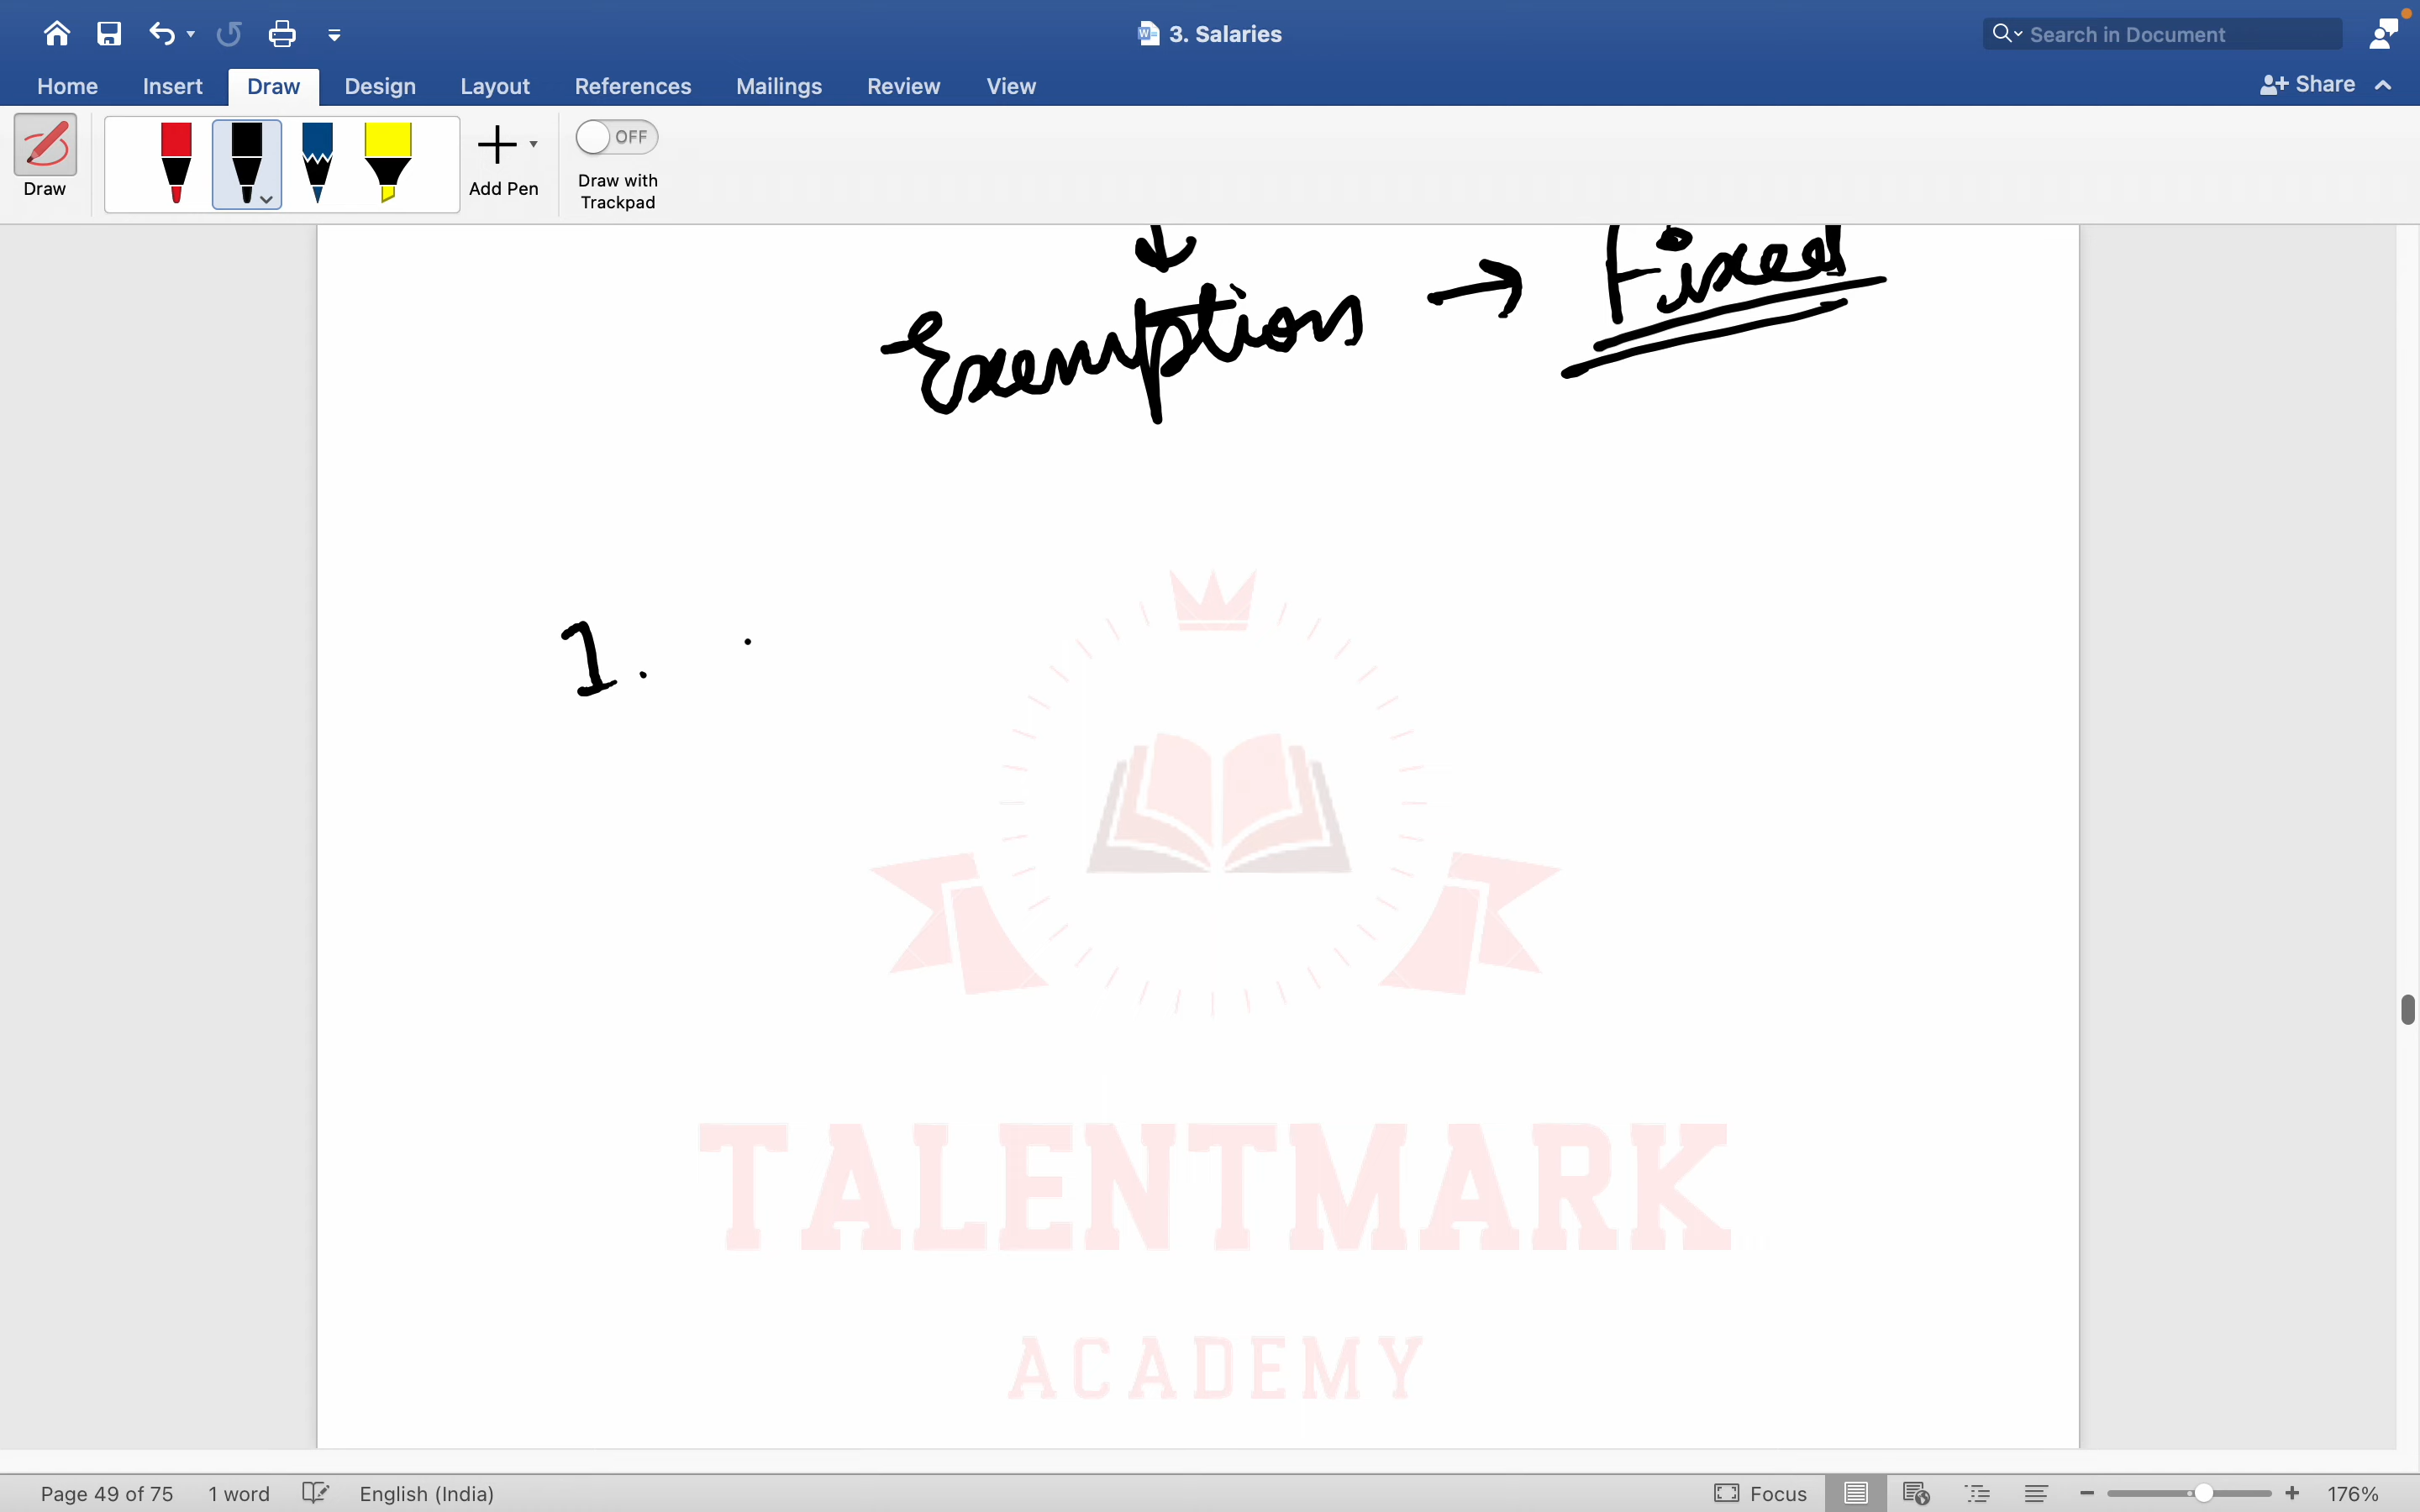 3. Salaries
Search in Document
Home Insert Draw Design Layout References Mailings Review View
Share
Draw
Add Pen
OFF
Draw with
Trackpad
Exemption → Fixed
1. .
TALENTMARK
ACADEMY
Page 49 of 75 1 word English (India) Focus 176%